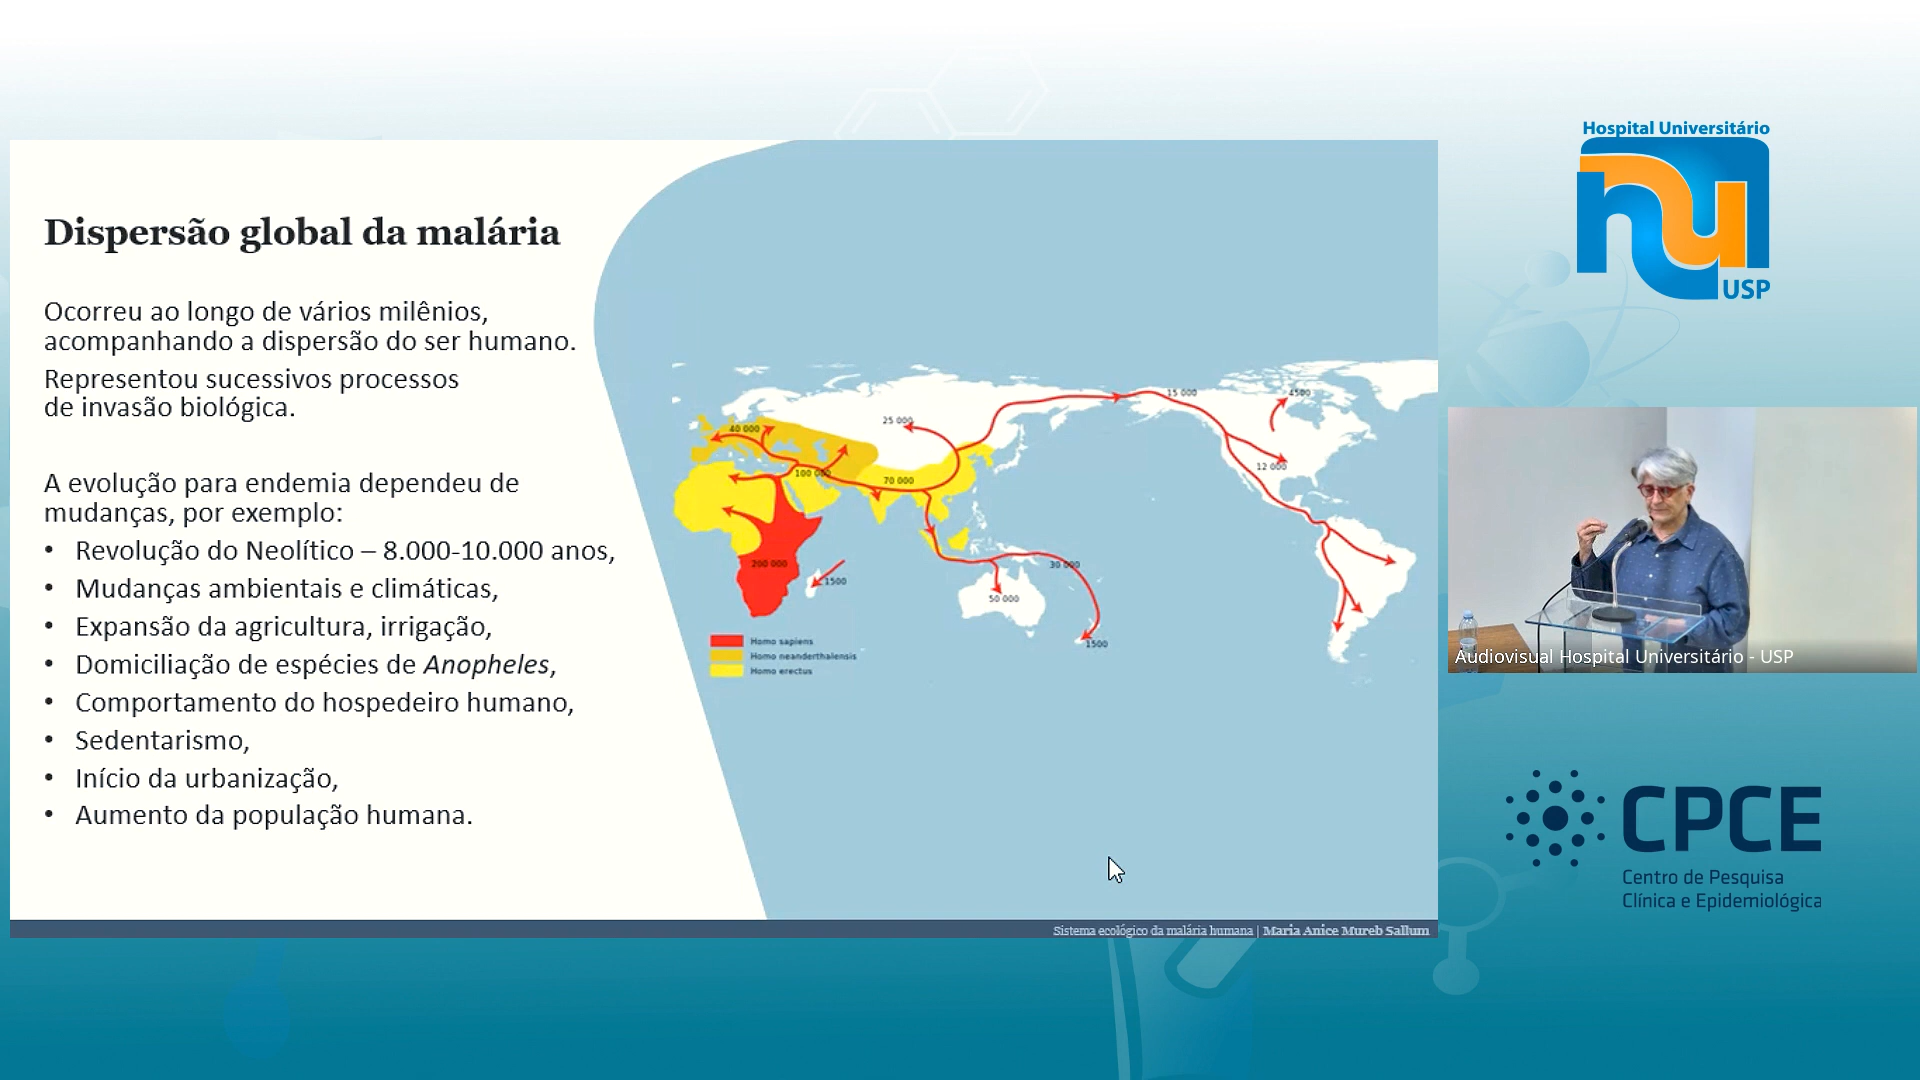 Hospital Universitário
hu
USP
Dispersão global da malária
Ocorreu ao longo de vários milênios,
acompanhando a dispersão do ser humano.
Representou sucessivos processos
de invasão biológica.
A evolução para endemia dependeu de
mudanças, por exemplo:
• Revolução do Neolítico – 8.000-10.000 anos,
• Mudanças ambientais e climáticas,
• Expansão da agricultura, irrigação,
• Domiciliação de espécies de Anopheles,
• Comportamento do hospedeiro humano,
• Sedentarismo,
• Início da urbanização,
• Aumento da população humana.
15 000
4500
25 000
40 000
12 000
100 000
70 000
200 000
1500
30 000
50 000
1500
Homo sapiens
Homo neanderthalensis
Homo erectus
Audiovisual Hospital Universitário - USP
CPCE
Centro de Pesquisa
Clínica e Epidemiológica
Sistema ecológico da malária humana | Maria Anice Mureb Sallum